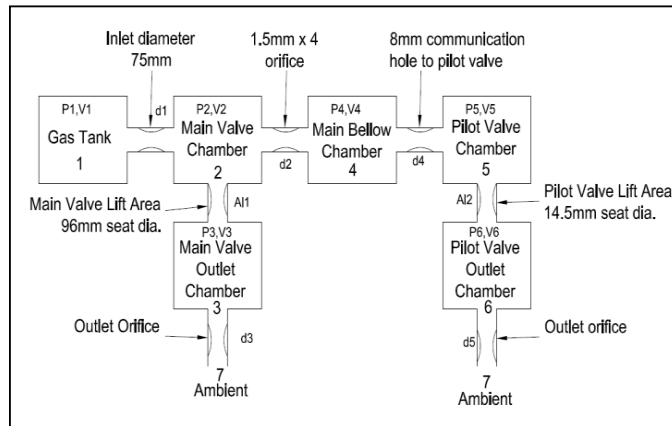 Inlet diameter
75mm
1.5mm x 4
orifice
8mm communication
hole to pilot valve
P1,V1
Gas Tank
1
d1
P2,V2
Main Valve
Chamber
2
d2
P4,V4
Main Bellow
Chamber
4
d4
P5,V5
Pilot Valve
Chamber
5
Main Valve Lift Area
96mm seat dia.
Al1
Al2
Pilot Valve Lift Area
14.5mm seat dia.
P3,V3
Main Valve
Outlet
Chamber
3
P6,V6
Pilot Valve
Outlet
Chamber
6
Outlet Orifice
d3
d5
Outlet orifice
7
Ambient
7
Ambient